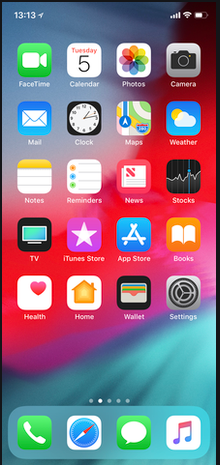 13:13
FaceTime
Tuesday
5
Calendar
Photos
Camera
Mail
Clock
Maps
Weather
Notes
Reminders
News
Stocks
TV
iTunes Store
App Store
Books
Health
Home
Wallet
Settings